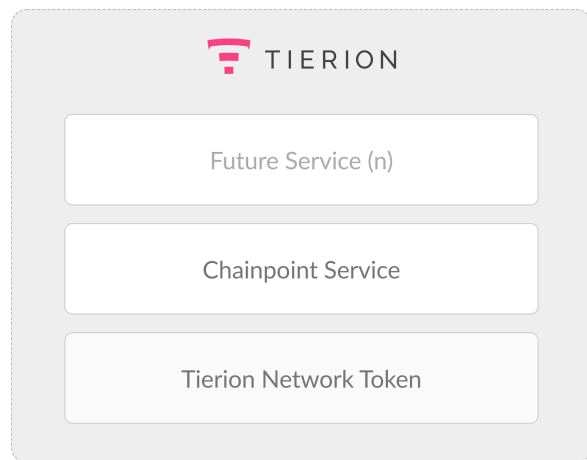 TIERION
Future Service (n)
Chainpoint Service
Tierion Network Token